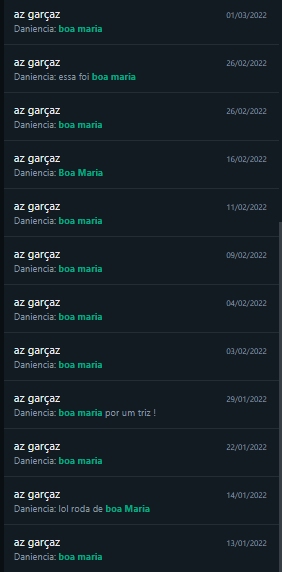 az garçaz 01/03/2022
Daniencia: boa maria
az garçaz 26/02/2022
Daniencia: essa foi boa maria
az garçaz 26/02/2022
Daniencia: boa maria
az garçaz 16/02/2022
Daniencia: Boa Maria
az garçaz 11/02/2022
Daniencia: boa maria
az garçaz 09/02/2022
Daniencia: boa maria
az garçaz 04/02/2022
Daniencia: boa maria
az garçaz 03/02/2022
Daniencia: boa maria
az garçaz 29/01/2022
Daniencia: boa maria por um triz !
az garçaz 22/01/2022
Daniencia: boa maria
az garçaz 14/01/2022
Daniencia: lol roda de boa Maria
az garçaz 13/01/2022
Daniencia: boa maria